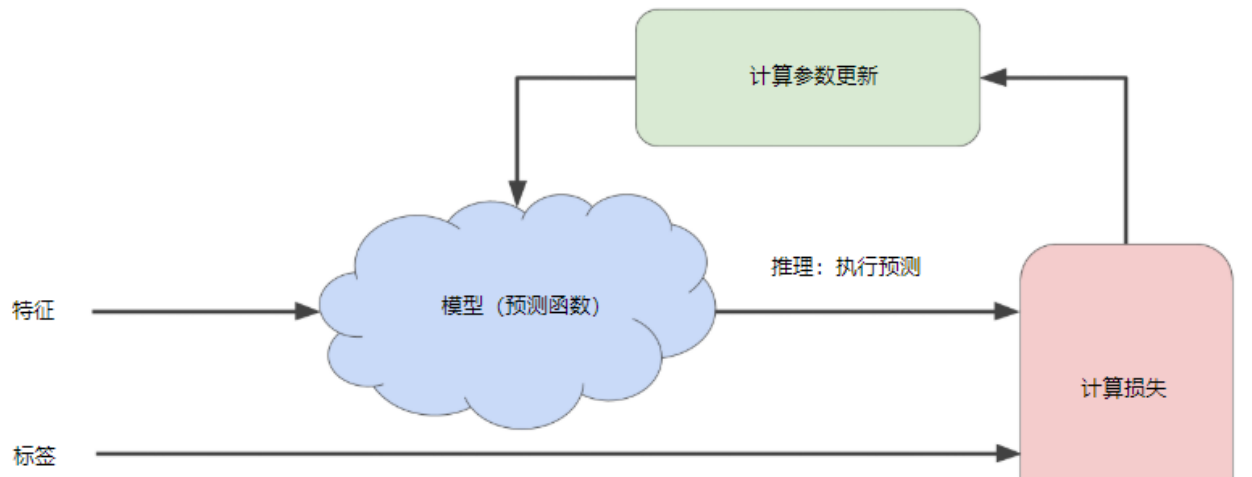 计算参数更新
推理：执行预测
特征
模型（预测函数）
计算损失
标签